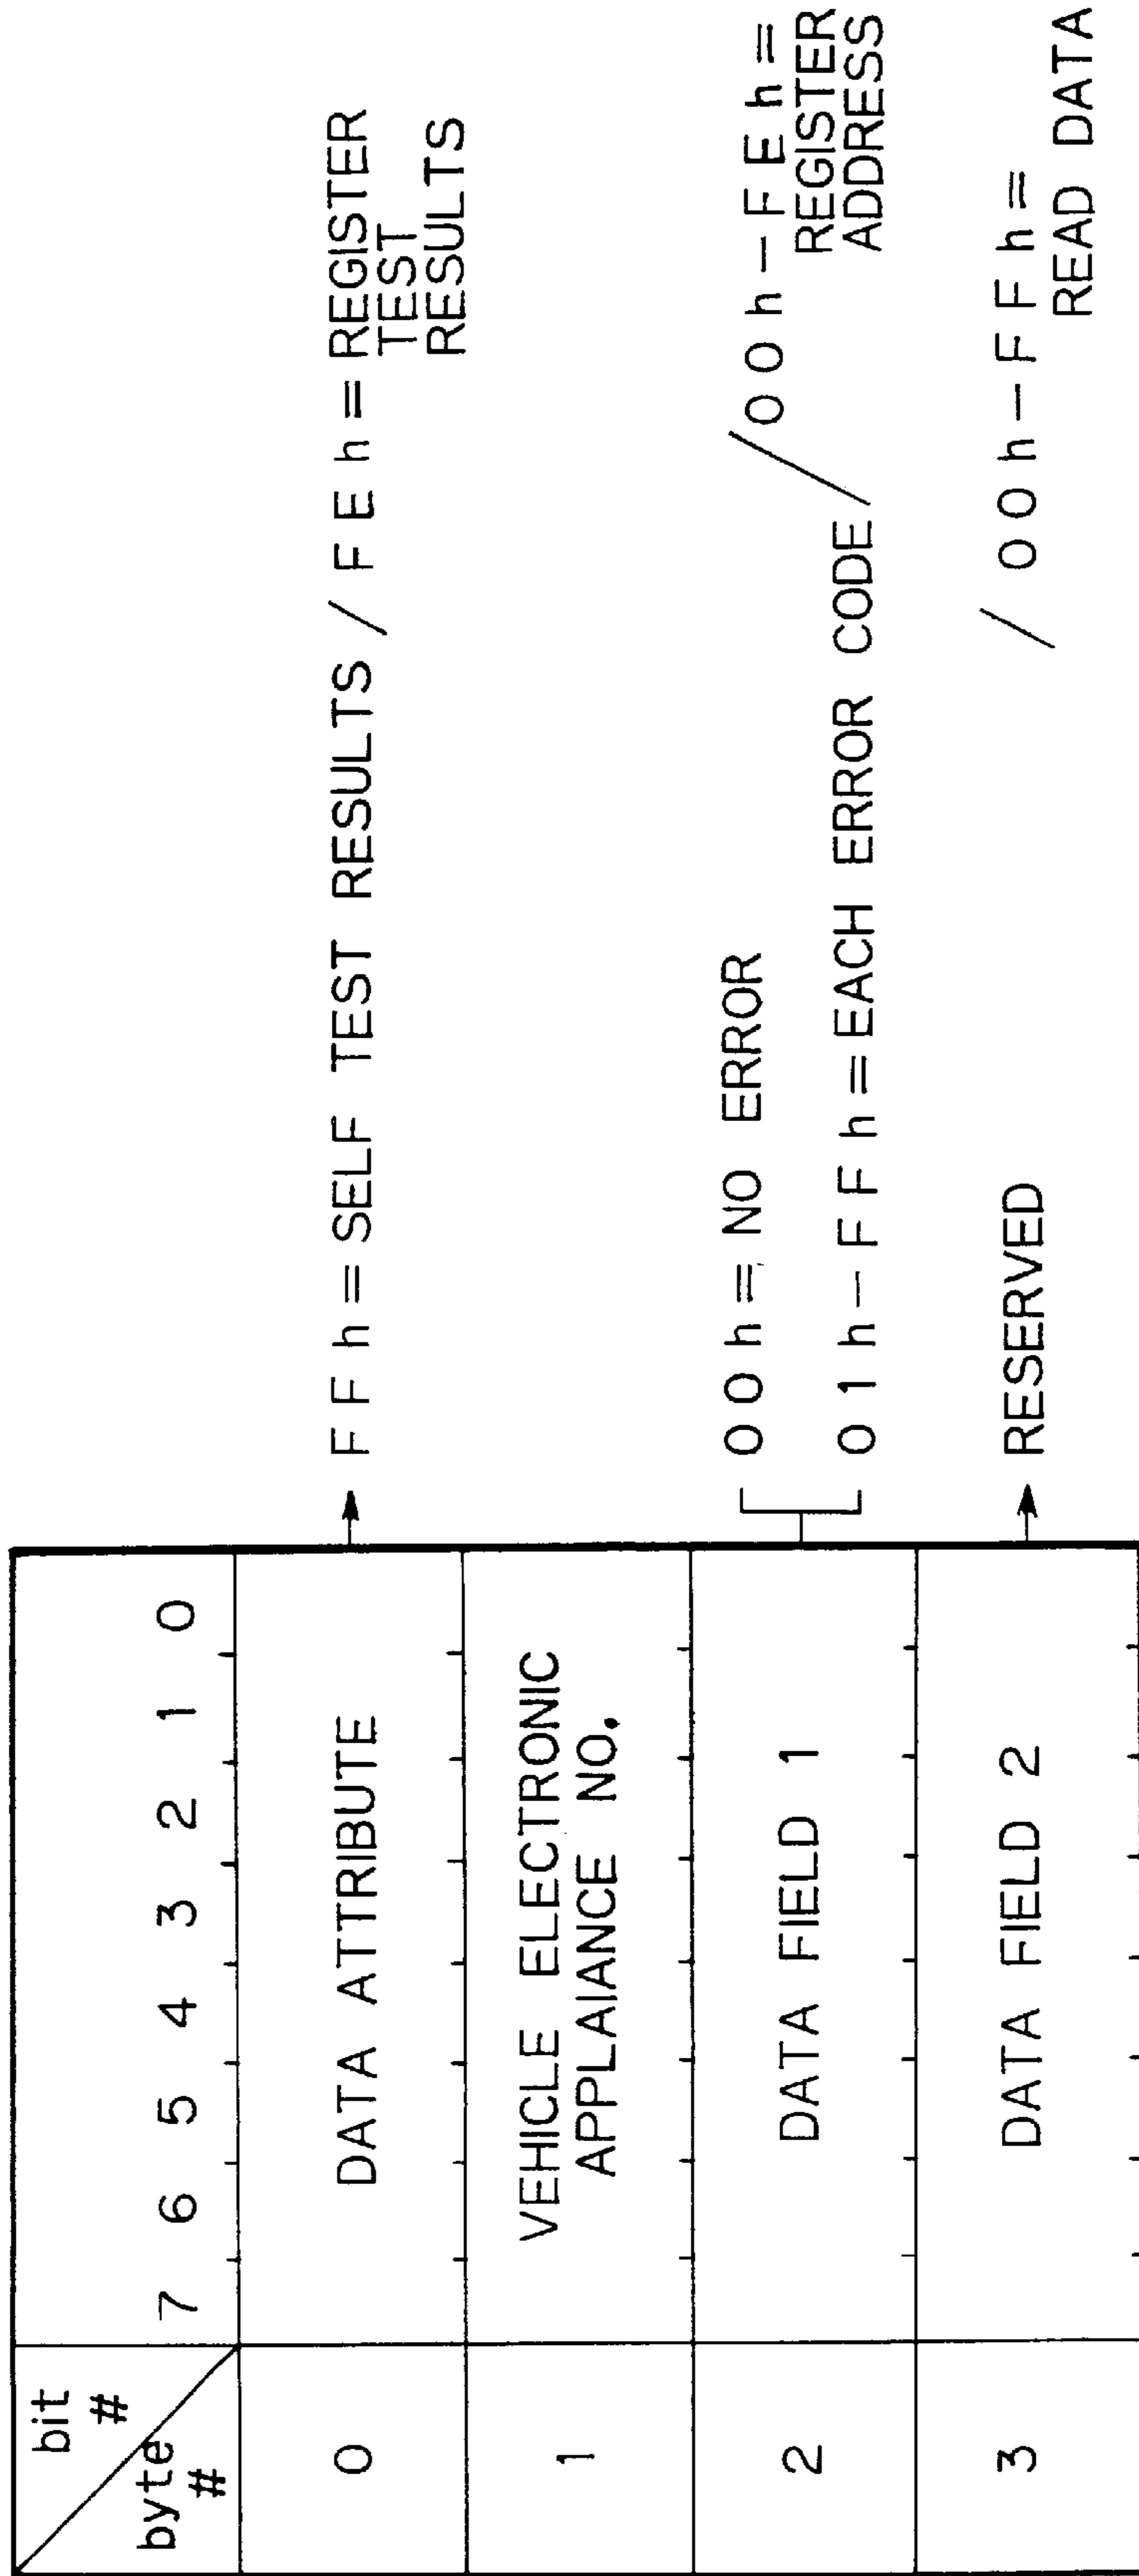 bit
#
byte
#
7 6 5 4 3 2 1 0
0
DATA ATTRIBUTE
FFh=SELF TEST RESULTS / FEh=REGISTER
TEST
RESULTS
1
VEHICLE ELECTRONIC
APPLAIANCE NO.
2
DATA FIELD 1
00h=NO ERROR
01h-FFh=EACH ERROR CODE
/ 00h-FEh=
REGISTER
ADDRESS
3
DATA FIELD 2
RESERVED
/ 00h-FFh=
READ DATA